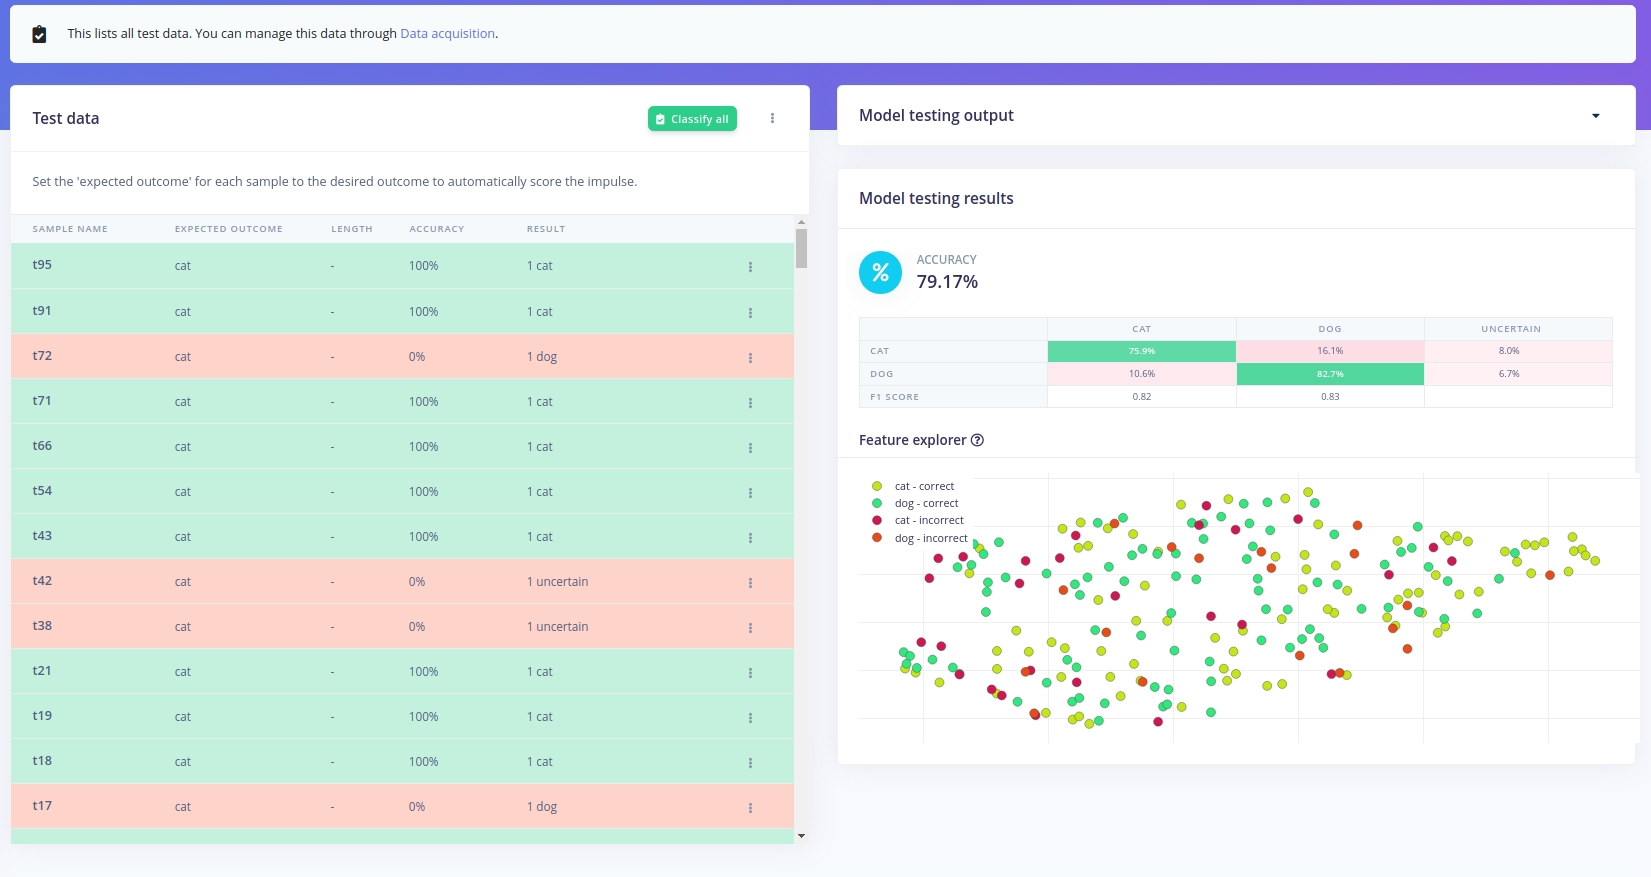 This lists all test data. You can manage this data through Data acquisition.
Test data
Classify all
Set the 'expected outcome' for each sample to the desired outcome to automatically score the impulse.
SAMPLE NAME EXPECTED OUTCOME LENGTH ACCURACY RESULT
t95 cat - 100% 1 cat
t91 cat - 100% 1 cat
t72 cat - 0% 1 dog
t71 cat - 100% 1 cat
t66 cat - 100% 1 cat
t54 cat - 100% 1 cat
t43 cat - 100% 1 cat
t42 cat - 0% 1 uncertain
t38 cat - 0% 1 uncertain
t21 cat - 100% 1 cat
t19 cat - 100% 1 cat
t18 cat - 100% 1 cat
t17 cat - 0% 1 dog
Model testing output
Model testing results
%
ACCURACY
79.17%
CAT DOG UNCERTAIN
CAT 75.9% 16.1% 8.0%
DOG 10.6% 82.7% 6.7%
F1 SCORE 0.82 0.83
Feature explorer ?
cat - correct
dog - correct
cat - incorrect
dog - incorrect